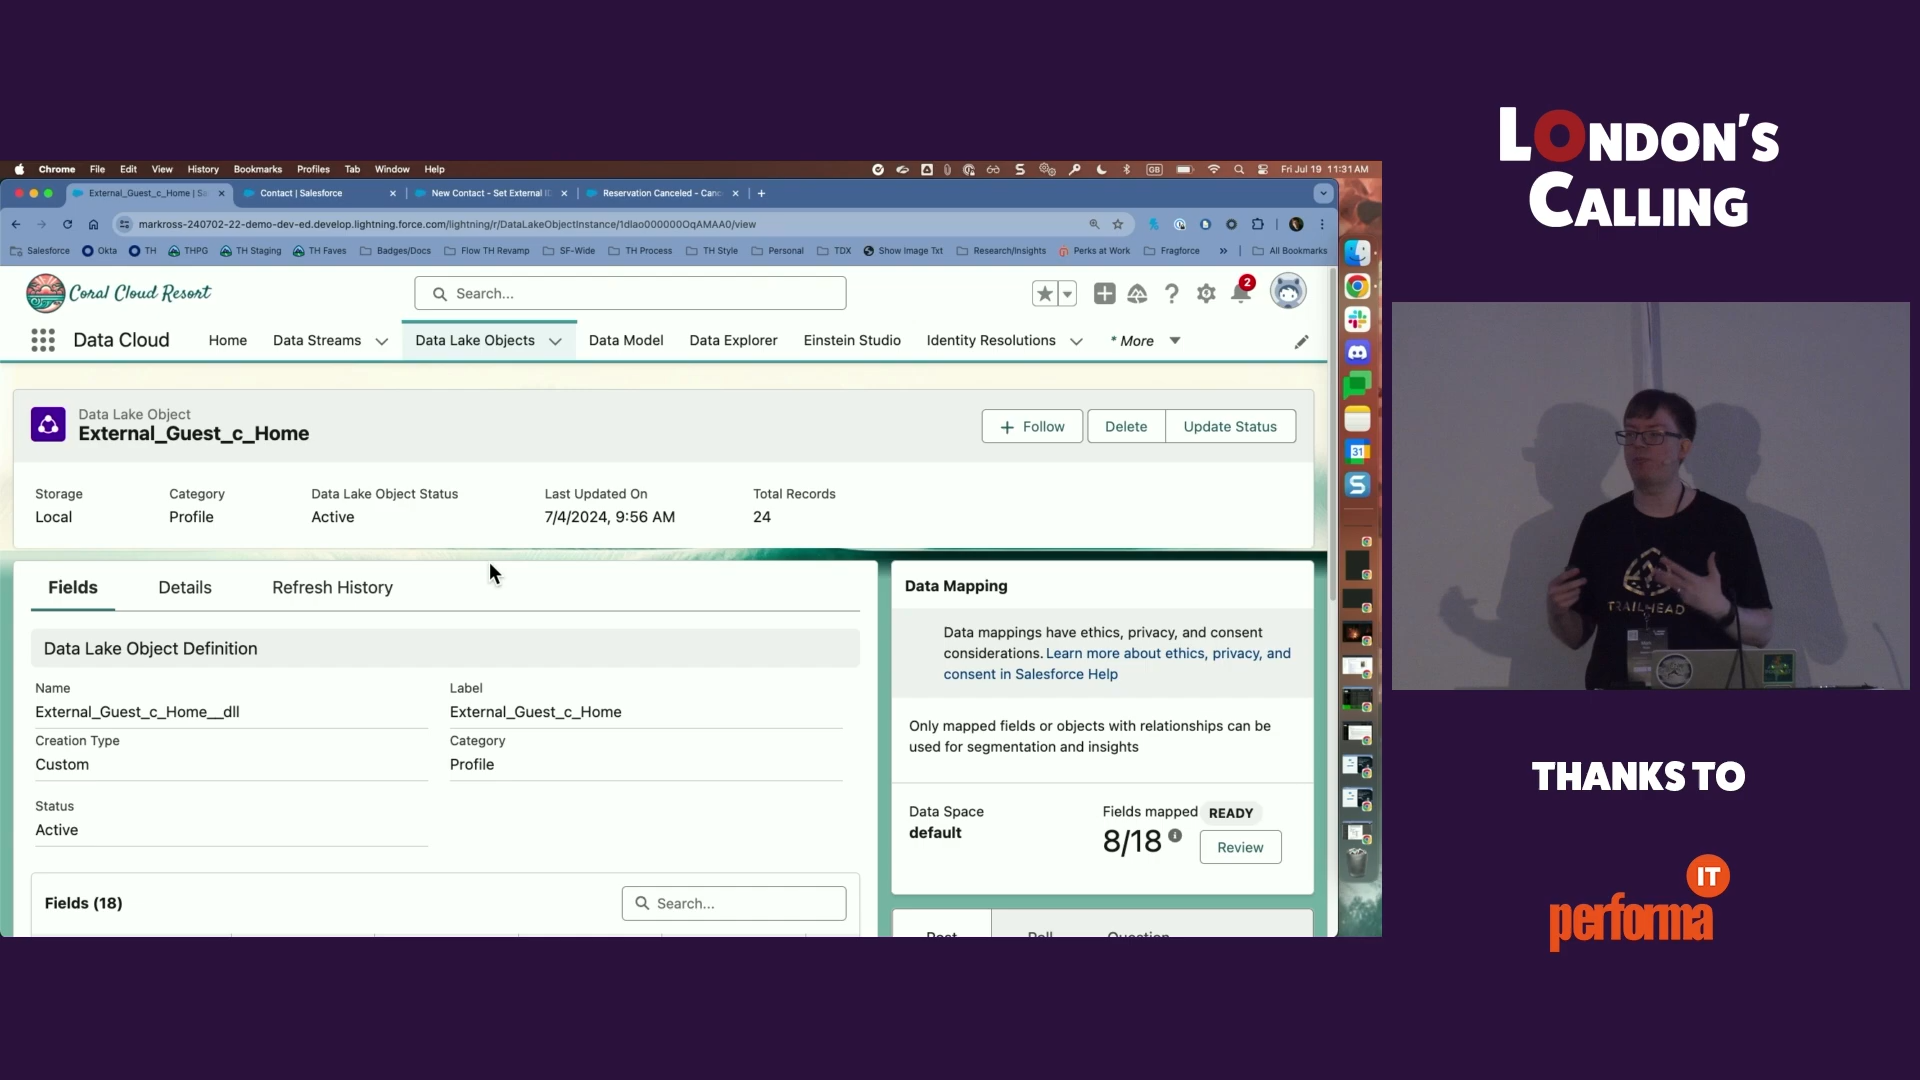 Chrome File Edit View History Bookmarks Profiles Tab Window Help
GB Fri Jul 19 11:31 AM
External_Guest_c_Home | Sa
Contact | Salesforce
New Contact - Set External I
Reservation Canceled - Canc
markross-240702-22-demo-dev-ed.develop.lightning.force.com/lightning/r/DataLakeObjectInstance/1dlao000000OqAMAA0/view
Salesforce Okta TH THPG TH Staging TH Faves Badges/Docs Flow TH Revamp SF-Wide TH Process TH Style Personal TDX Show Image Txt Research/Insights Perks at Work Fragforce » All Bookmarks
Coral Cloud Resort
Search...
2
Data Cloud
Home Data Streams Data Lake Objects Data Model Data Explorer Einstein Studio Identity Resolutions * More
Data Lake Object
External_Guest_c_Home
Follow Delete Update Status
Storage Category Data Lake Object Status Last Updated On Total Records
Local Profile Active 7/4/2024, 9:56 AM 24
Fields Details Refresh History
Data Lake Object Definition
Name Label
External_Guest_c_Home__dll External_Guest_c_Home
Creation Type Category
Custom Profile
Status
Active
Fields (18)
Search...
Data Mapping
Data mappings have ethics, privacy, and consent
considerations. Learn more about ethics, privacy, and
consent in Salesforce Help
Only mapped fields or objects with relationships can be
used for segmentation and insights
Data Space Fields mapped READY
default 8/18 Review
Post Poll Question
31
LONDON'S
CALLING
TRAILHEAD
THANKS TO
IT
performa